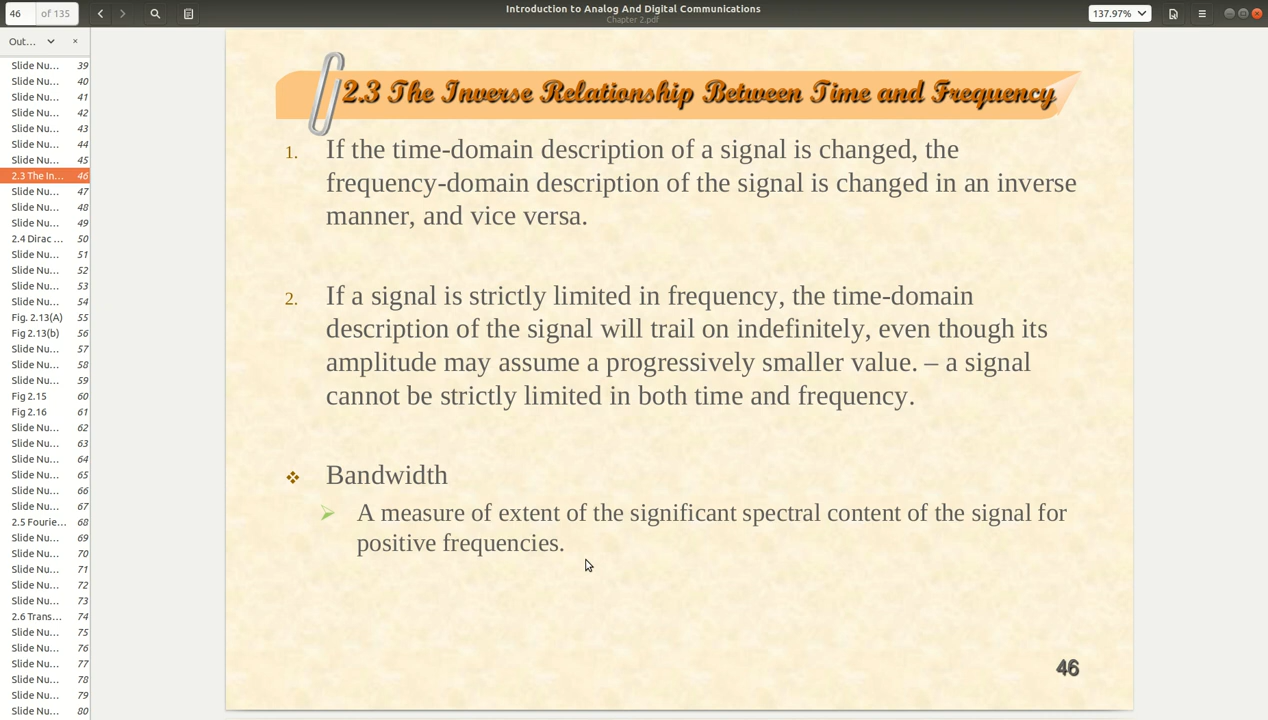 46 of 135
Introduction to Analog And Digital Communications
Chapter 2.pdf
137.97%
Out...
Slide Nu... 39
Slide Nu... 40
Slide Nu... 41
Slide Nu... 42
Slide Nu... 43
Slide Nu... 44
Slide Nu... 45
2.3 The In... 46
Slide Nu... 47
Slide Nu... 48
Slide Nu... 49
2.4 Dirac ... 50
Slide Nu... 51
Slide Nu... 52
Slide Nu... 53
Slide Nu... 54
Fig. 2.13(A) 55
Fig 2.13(b) 56
Slide Nu... 57
Slide Nu... 58
Slide Nu... 59
Fig 2.15 60
Fig 2.16 61
Slide Nu... 62
Slide Nu... 63
Slide Nu... 64
Slide Nu... 65
Slide Nu... 66
Slide Nu... 67
2.5 Fourie... 68
Slide Nu... 69
Slide Nu... 70
Slide Nu... 71
Slide Nu... 72
Slide Nu... 73
2.6 Trans... 74
Slide Nu... 75
Slide Nu... 76
Slide Nu... 77
Slide Nu... 78
Slide Nu... 79
Slide Nu... 80
2.3 The Inverse Relationship Between Time and Frequency
1. If the time-domain description of a signal is changed, the
frequency-domain description of the signal is changed in an inverse
manner, and vice versa.
2. If a signal is strictly limited in frequency, the time-domain
description of the signal will trail on indefinitely, even though its
amplitude may assume a progressively smaller value. – a signal
cannot be strictly limited in both time and frequency.
Bandwidth
A measure of extent of the significant spectral content of the signal for
positive frequencies.
46